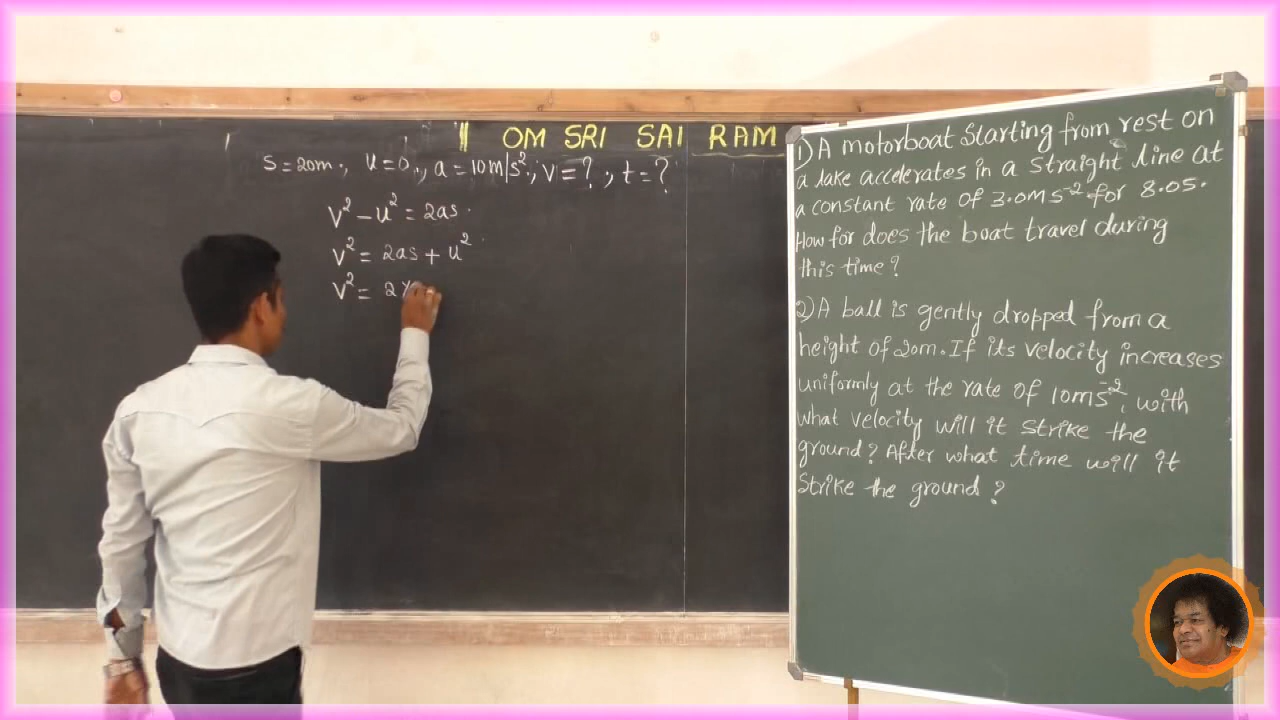 || OM SRI SAI RAM
S = 20m., u = 0., a = 10m/s²., V = ? , t = ?
V² - u² = 2as.
V² = 2as + u²
V² = 2 ×
1) A motorboat starting from rest on
a lake accelerates in a straight line at
a constant rate of 3.0ms⁻² for 8.0s.
How for does the boat travel during
this time?
2) A ball is gently dropped from a
height of 20m. If its velocity increases
uniformly at the rate of 10ms⁻², with
what velocity will it strike the
ground? After what time will it
Strike the ground?